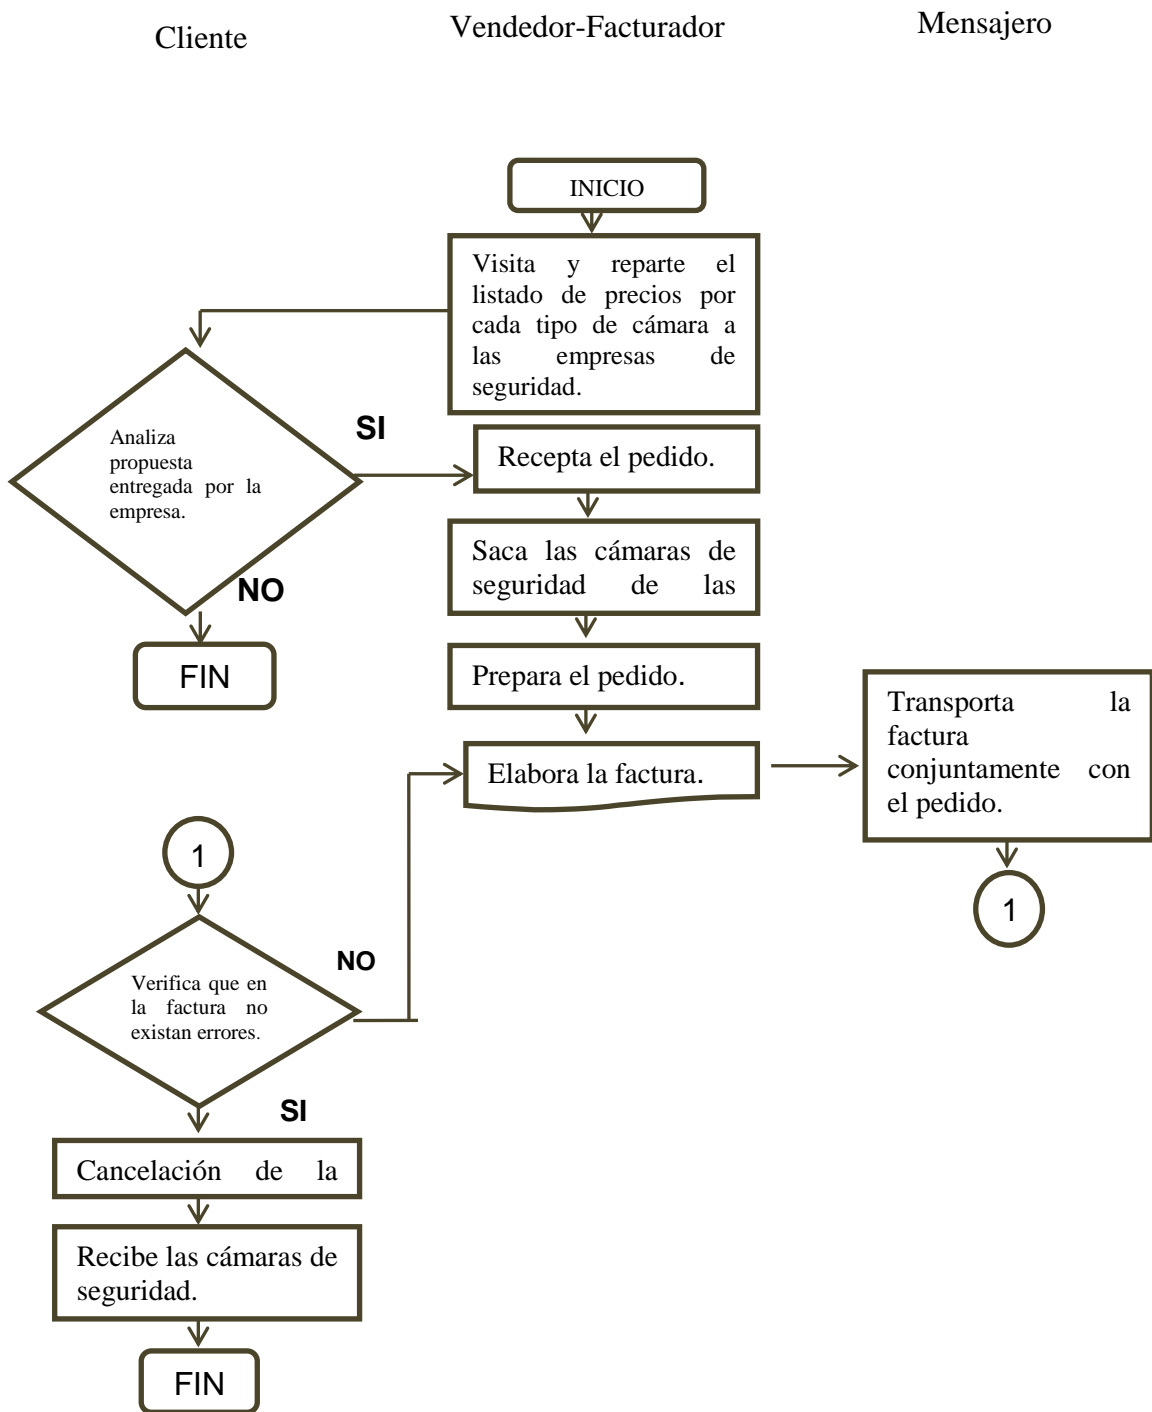 Cliente
Vendedor-Facturador
Mensajero
INICIO
Visita y reparte el
listado de precios por
cada tipo de cámara a
las empresas de
seguridad.
Analiza
propuesta
entregada por la
empresa.
SI
Recepta el pedido.
Saca las cámaras de
seguridad de las
NO
FIN
Prepara el pedido.
Elabora la factura.
Transporta la
factura
conjuntamente con
el pedido.
1
1
Verifica que en
la factura no
existan errores.
NO
SI
Cancelación de la
Recibe las cámaras de
seguridad.
FIN